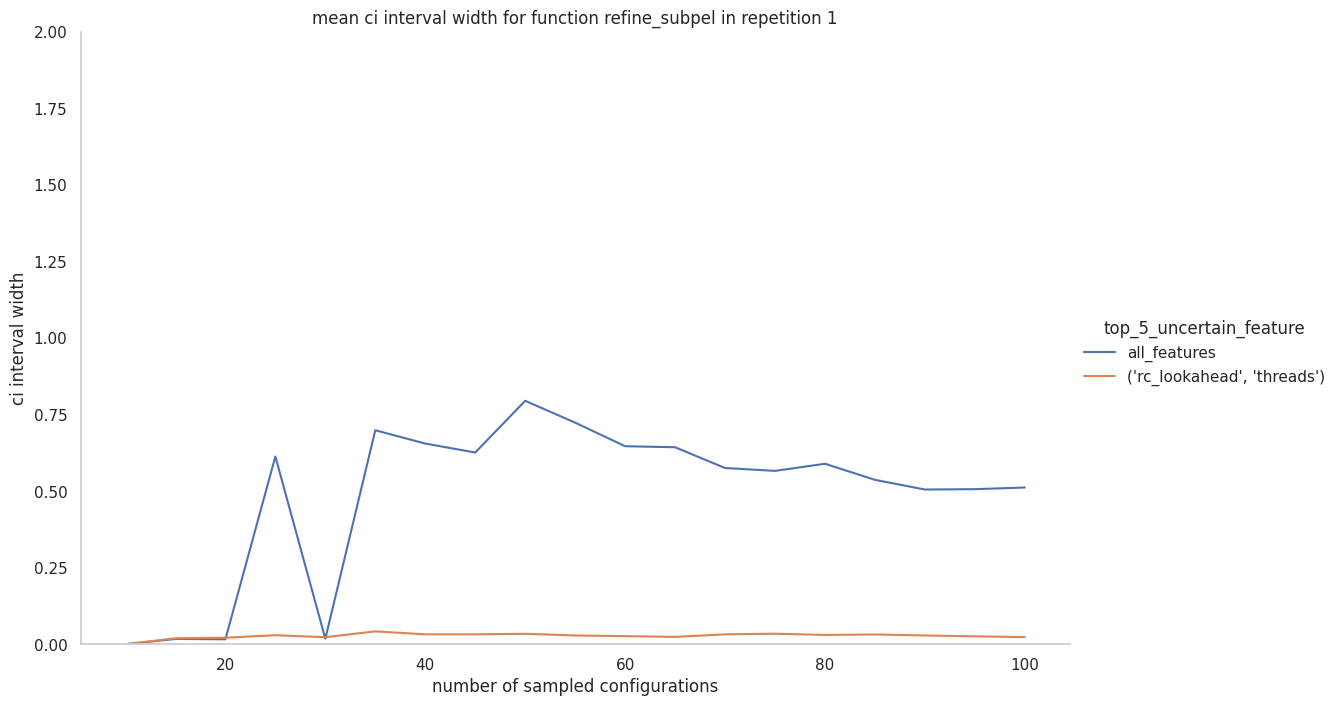 mean ci interval width for function refine_subpel in repetition 1
2.00
1.75
1.50
1.25
1.00
0.75
0.50
0.25
0.00
ci interval width
20
40
60
80
100
number of sampled configurations
top_5_uncertain_feature
all_features
('rc_lookahead', 'threads')